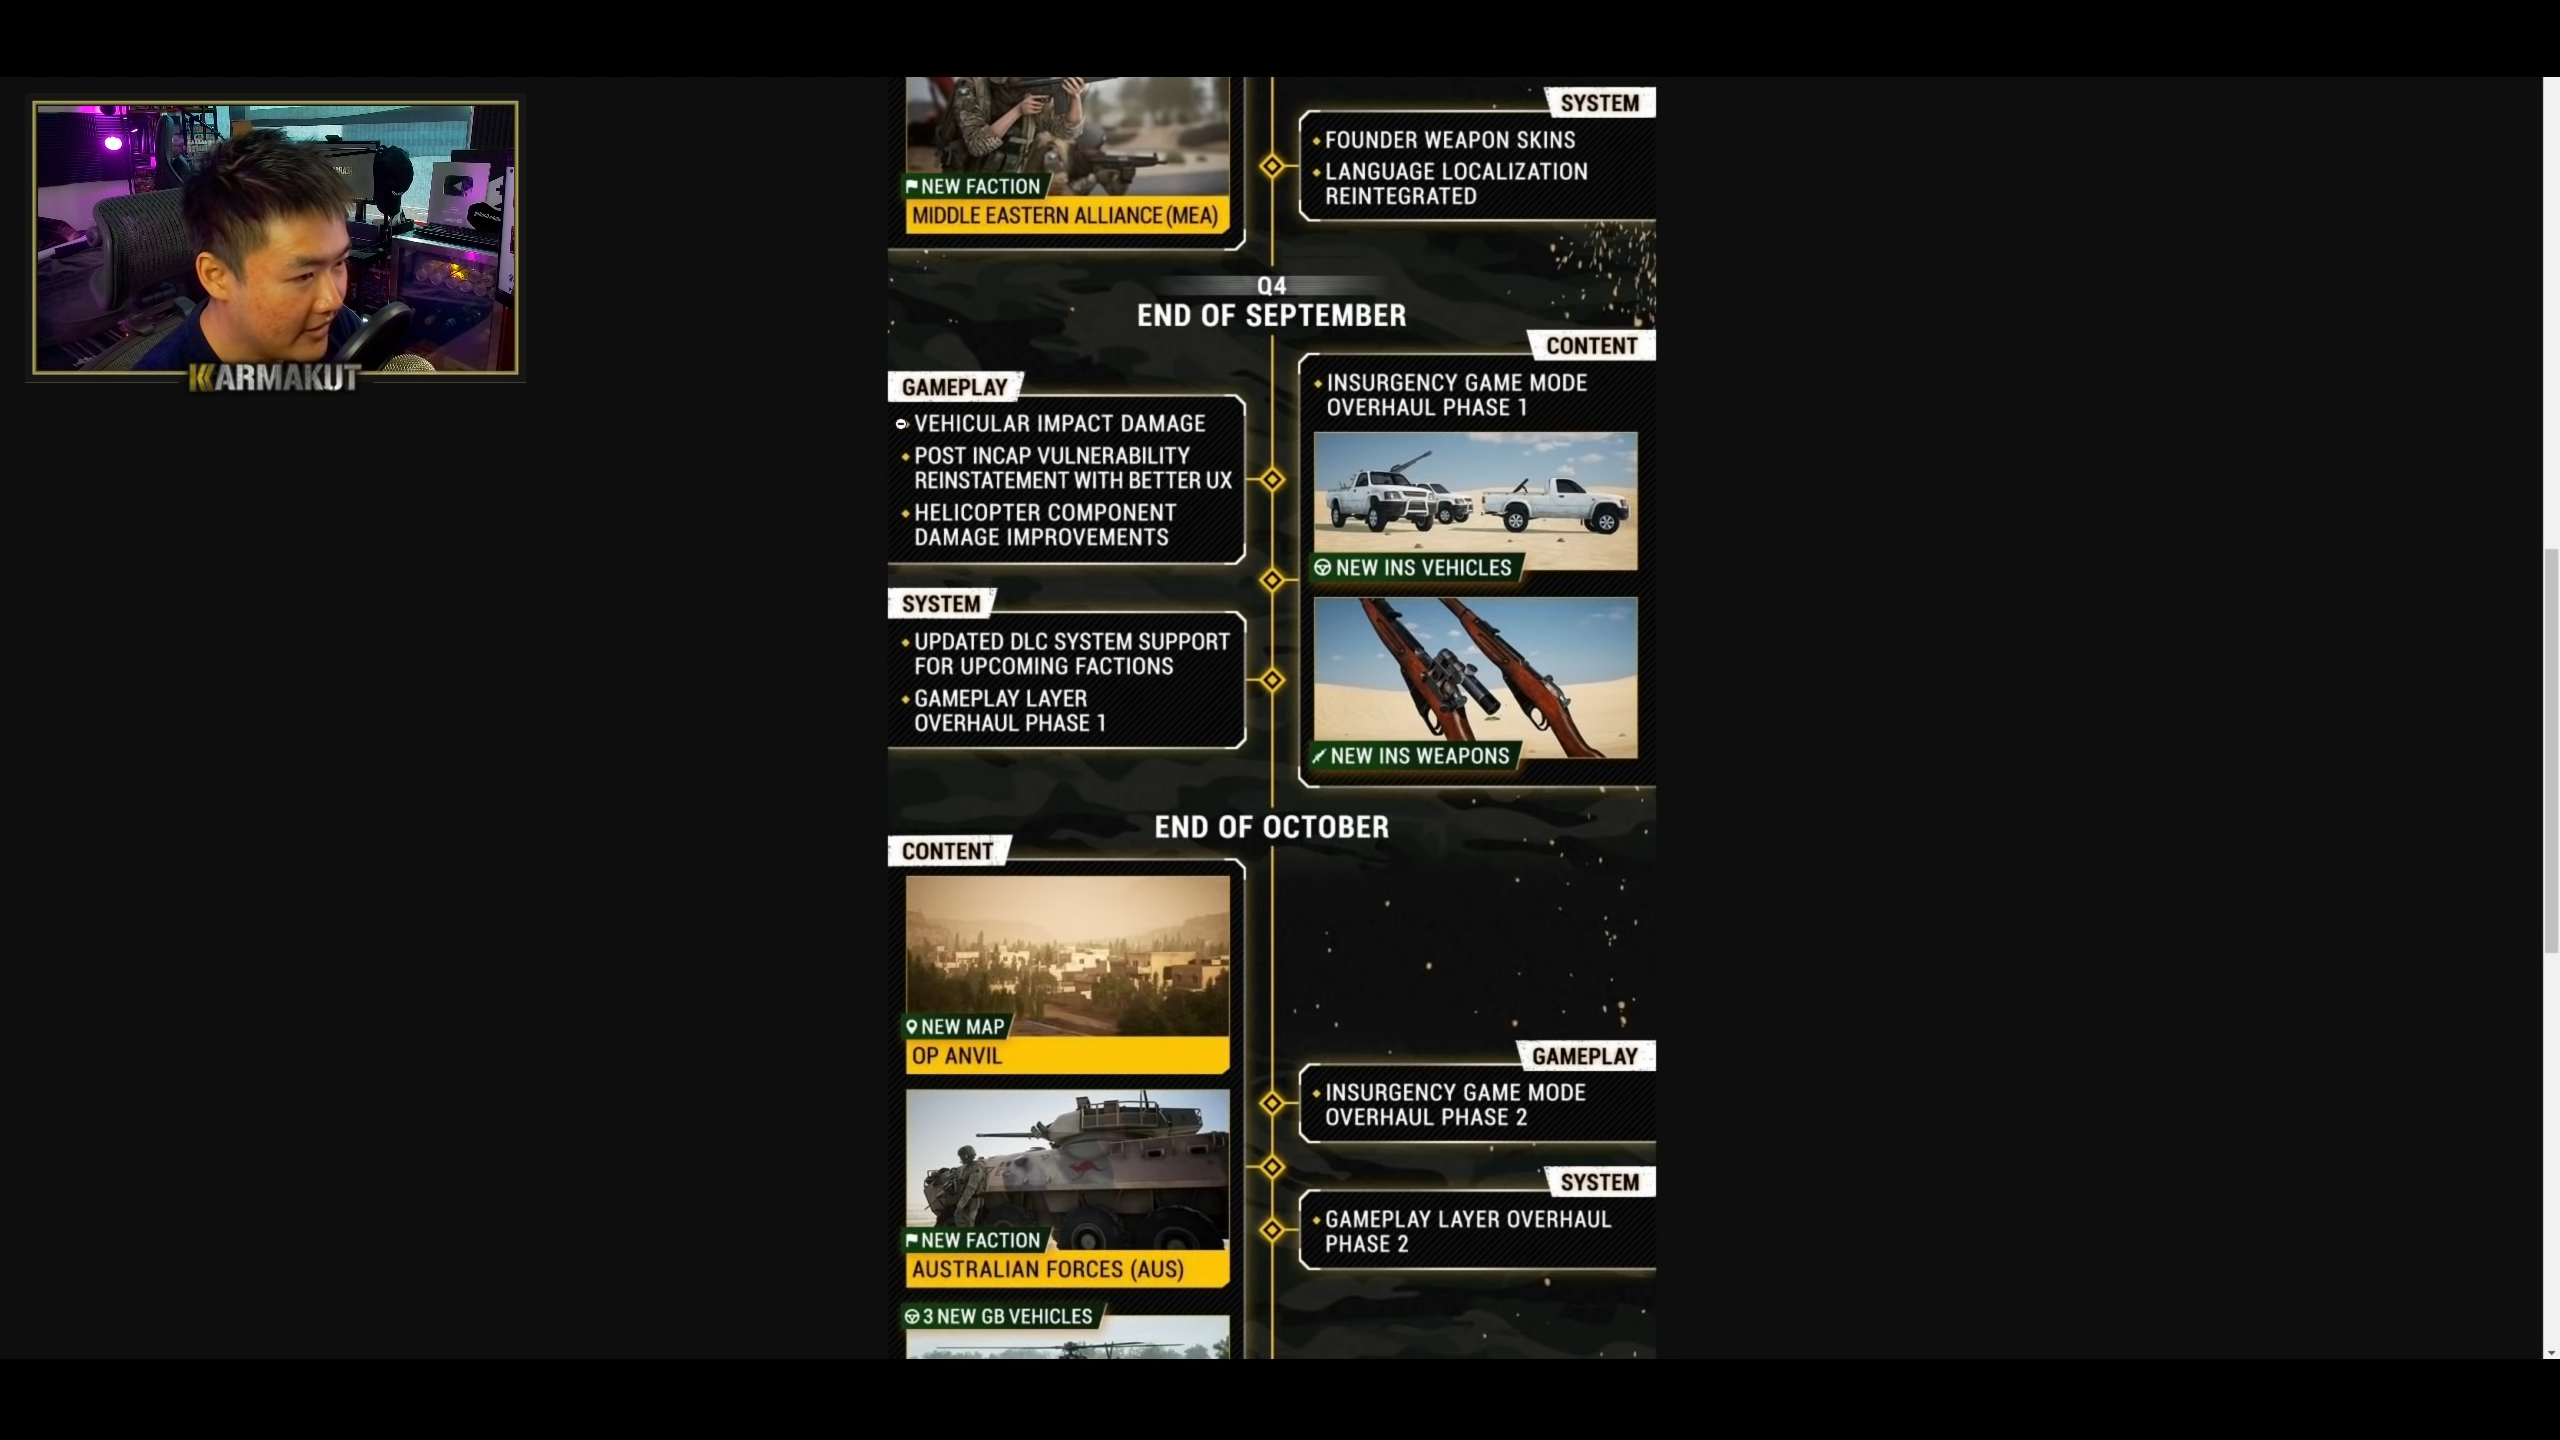 KARMAKUT
NEW FACTION
MIDDLE EASTERN ALLIANCE (MEA)
SYSTEM
FOUNDER WEAPON SKINS
LANGUAGE LOCALIZATION
REINTEGRATED
Q4
END OF SEPTEMBER
GAMEPLAY
VEHICULAR IMPACT DAMAGE
POST INCAP VULNERABILITY
REINSTATEMENT WITH BETTER UX
HELICOPTER COMPONENT
DAMAGE IMPROVEMENTS
SYSTEM
UPDATED DLC SYSTEM SUPPORT
FOR UPCOMING FACTIONS
GAMEPLAY LAYER
OVERHAUL PHASE 1
CONTENT
INSURGENCY GAME MODE
OVERHAUL PHASE 1
NEW INS VEHICLES
NEW INS WEAPONS
END OF OCTOBER
CONTENT
NEW MAP
OP ANVIL
NEW FACTION
AUSTRALIAN FORCES (AUS)
3 NEW GB VEHICLES
GAMEPLAY
INSURGENCY GAME MODE
OVERHAUL PHASE 2
SYSTEM
GAMEPLAY LAYER OVERHAUL
PHASE 2